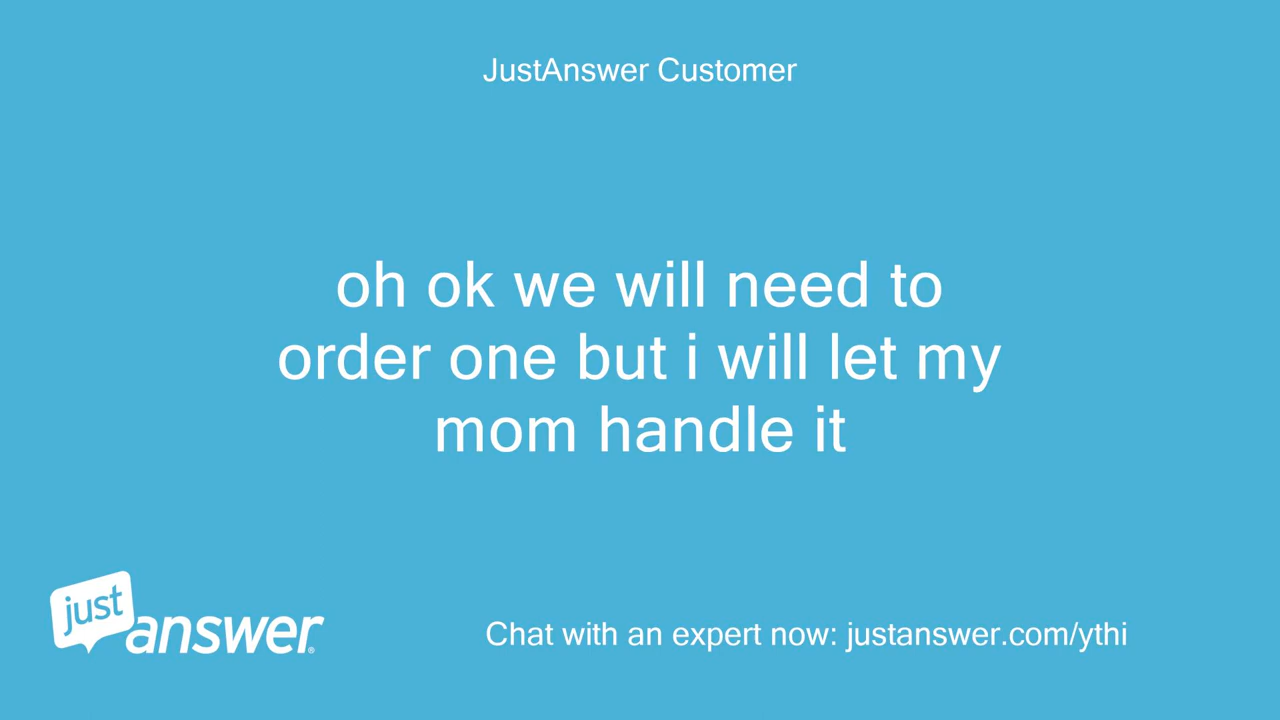 JustAnswer Customer
oh ok we will need to
order one but i will let my
mom handle it
just
answer®
Chat with an expert now: justanswer.com/ythi